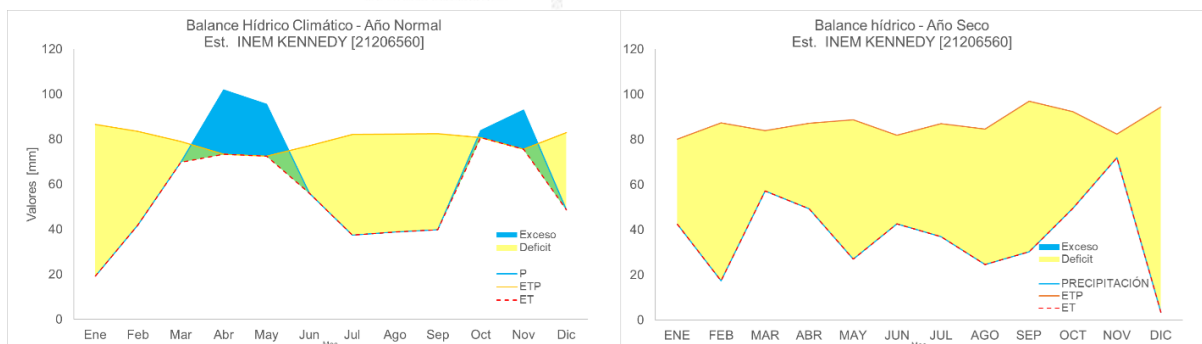 Balance Hídrico Climático - Año Normal
Est.  INEM KENNEDY [21206560]
120
100
80
60
40
20
0
Valores [mm]
Exceso
Deficit
P
ETP
ET
Ene Feb Mar Abr May Jun Jul Ago Sep Oct Nov Dic
Balance hídrico - Año Seco
Est.  INEM KENNEDY [21206560]
120
100
80
60
40
20
0
Exceso
Deficit
PRECIPITACIÓN
ETP
ET
ENE FEB MAR ABR MAY JUN JUL AGO SEP OCT NOV DIC